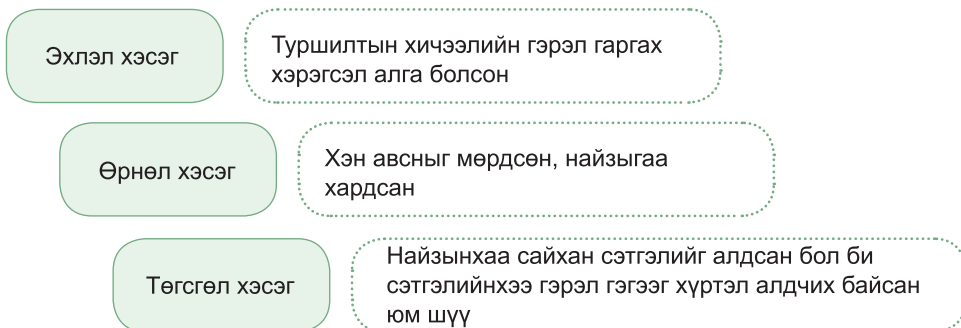 Эхлэл хэсэг
Туршилтын хичээлийн гэрэл гаргах
хэрэгсэл алга болсон
Өрнөл хэсэг
Хэн авсныг мөрдсөн, найзыгаа
хардсан
Төгсгөл хэсэг
Найзынхаа сайхан сэтгэлийг алдсан бол би
сэтгэлийнхээ гэрэл гэгээг хүртэл алдчих байсан
юм шүү